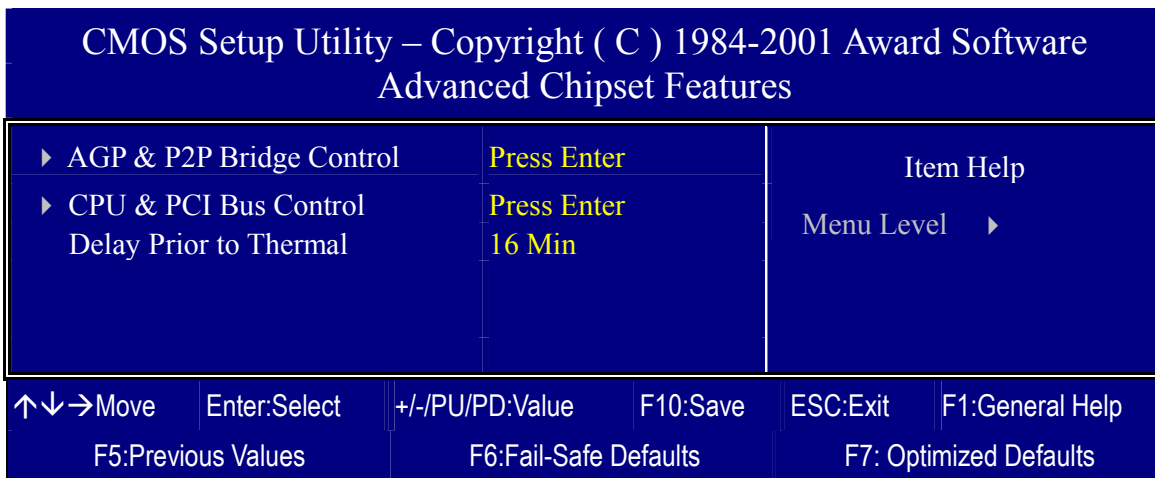 CMOS Setup Utility – Copyright ( C ) 1984-2001 Award Software
Advanced Chipset Features
AGP & P2P Bridge Control Press Enter
CPU & PCI Bus Control Press Enter
Delay Prior to Thermal 16 Min
Item Help
Menu Level
↑↓→Move Enter:Select +/-/PU/PD:Value F10:Save ESC:Exit F1:General Help
F5:Previous Values F6:Fail-Safe Defaults F7: Optimized Defaults